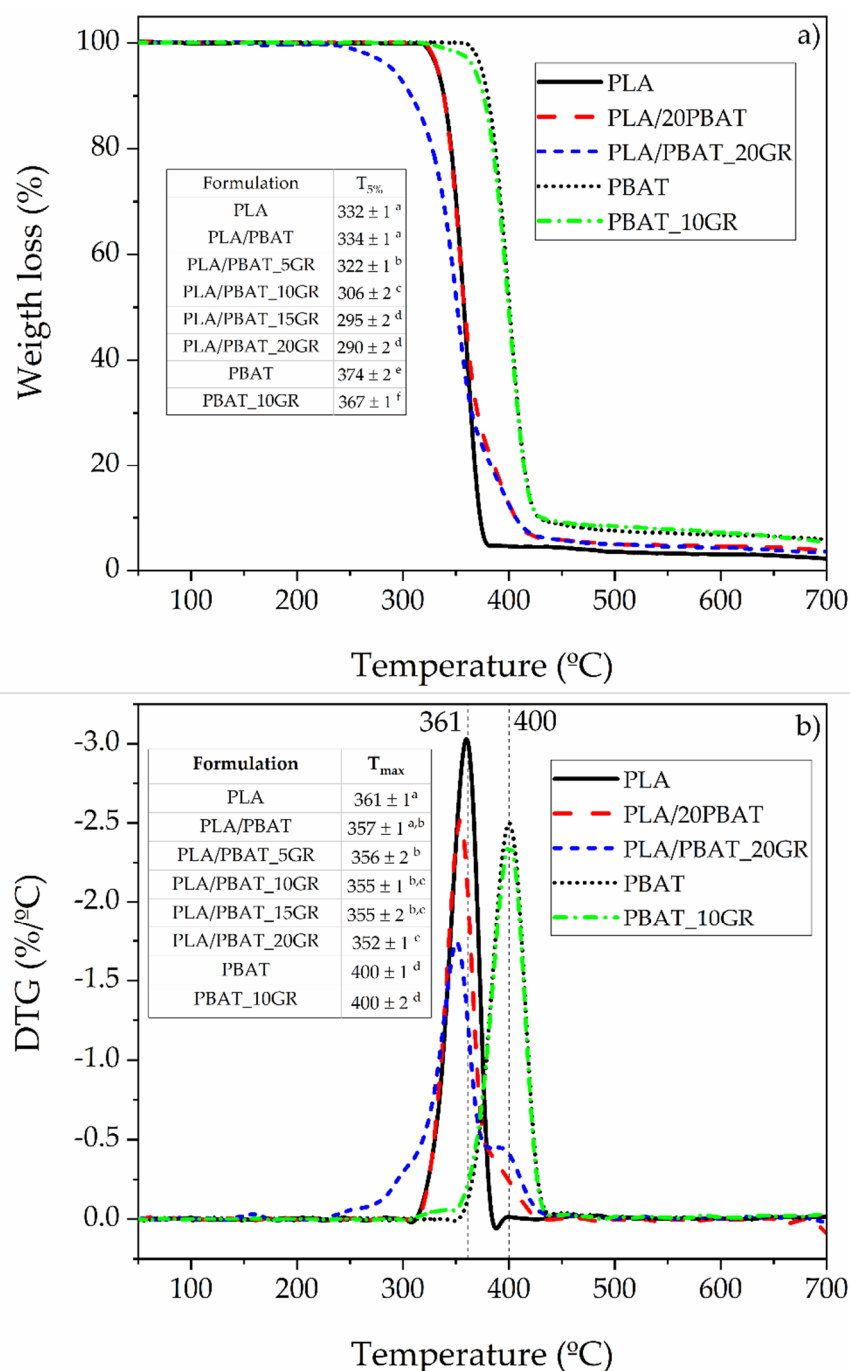 a)
100
80
60
40
20
0
Weigth loss (%)
PLA
PLA/20PBAT
PLA/PBAT_20GR
PBAT
PBAT_10GR
Formulation T5%
PLA 332 ± 1 a
PLA/PBAT 334 ± 1 a
PLA/PBAT_5GR 322 ± 1 b
PLA/PBAT_10GR 306 ± 2 c
PLA/PBAT_15GR 295 ± 2 d
PLA/PBAT_20GR 290 ± 2 d
PBAT 374 ± 2 e
PBAT_10GR 367 ± 1 f
100 200 300 400 500 600 700
Temperature (ºC)
361 400
b)
-3.0
-2.5
-2.0
-1.5
-1.0
-0.5
0.0
DTG (%/ºC)
Formulation Tmax
PLA 361 ± 1 a
PLA/PBAT 357 ± 1 a,b
PLA/PBAT_5GR 356 ± 2 b
PLA/PBAT_10GR 355 ± 1 b,c
PLA/PBAT_15GR 355 ± 2 b,c
PLA/PBAT_20GR 352 ± 1 c
PBAT 400 ± 1 d
PBAT_10GR 400 ± 2 d
PLA
PLA/20PBAT
PLA/PBAT_20GR
PBAT
PBAT_10GR
100 200 300 400 500 600 700
Temperature (ºC)